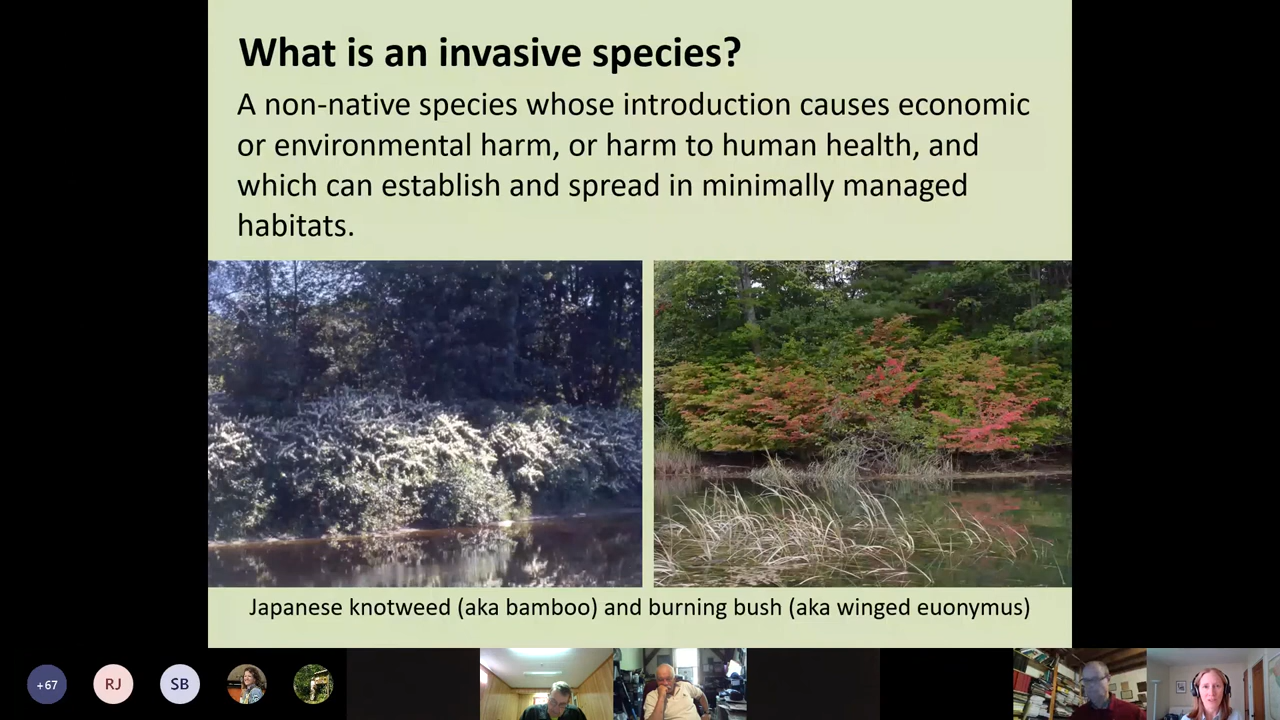 What is an invasive species?
A non-native species whose introduction causes economic
or environmental harm, or harm to human health, and
which can establish and spread in minimally managed
habitats.
Japanese knotweed (aka bamboo) and burning bush (aka winged euonymus)
+67
RJ
SB